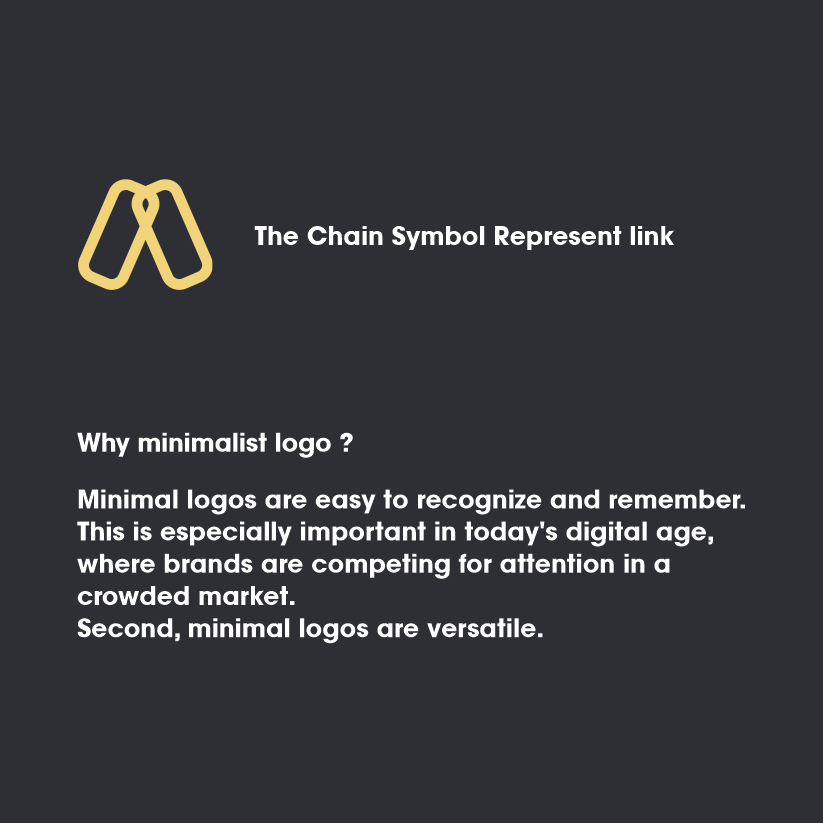 The Chain Symbol Represent link
Why minimalist logo ?
Minimal logos are easy to recognize and remember.
This is especially important in today's digital age,
where brands are competing for attention in a
crowded market.
Second, minimal logos are versatile.